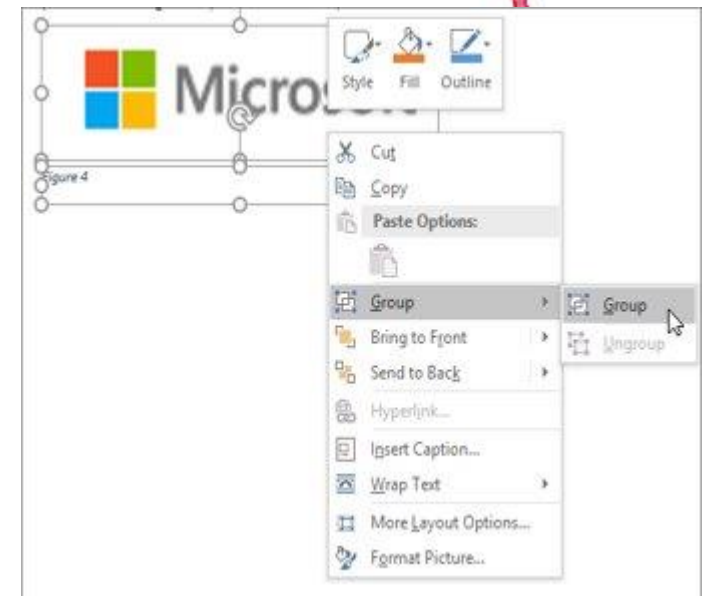 Style Fill Outline
Figure 4
Cut
Copy
Paste Options:
Group
Group
Bring to Front
Ungroup
Send to Back
Hyperlink...
Insert Caption...
Wrap Text
More Layout Options...
Format Picture...